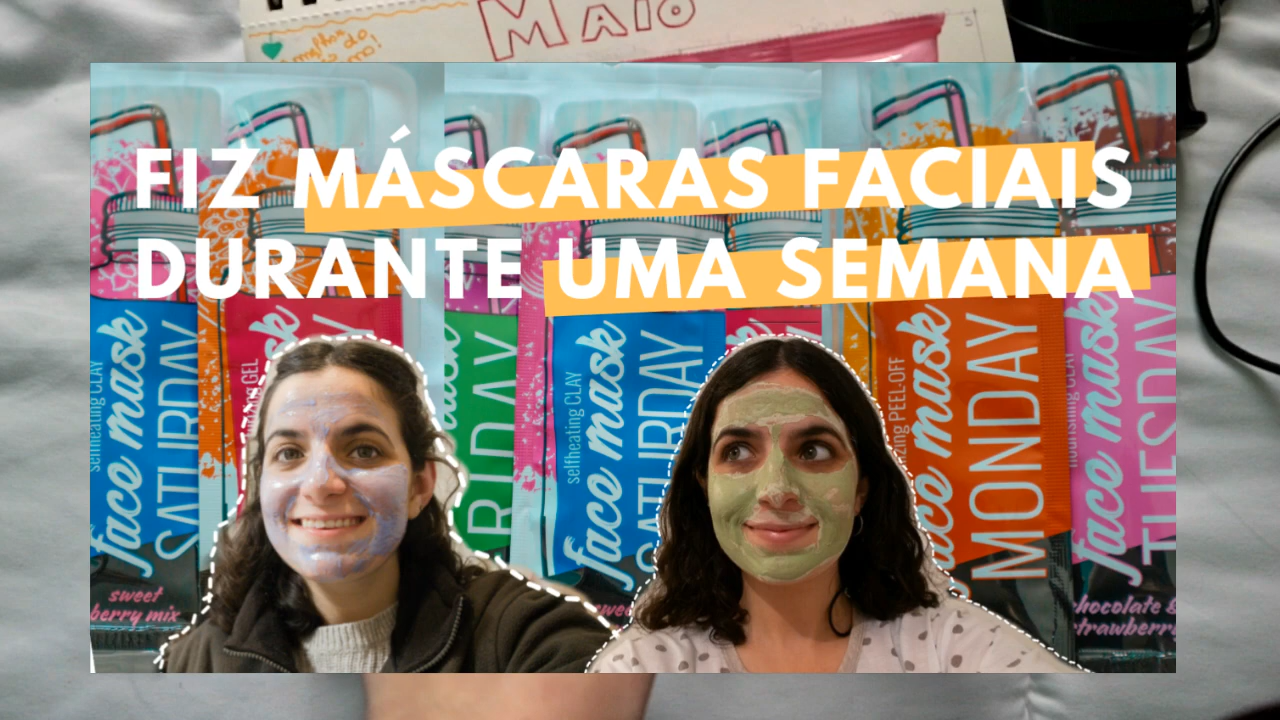 MAIO
FIZ MÁSCARAS FACIAIS
DURANTE UMA SEMANA
face mask
SATURDAY
selfheating CLAY
sweet
berry mix
face mask
SATURDAY
selfheating CLAY
face mask
MONDAY
PEEL-OFF
face mask
TUESDAY
nourishing CLAY
chocolate &
strawberry